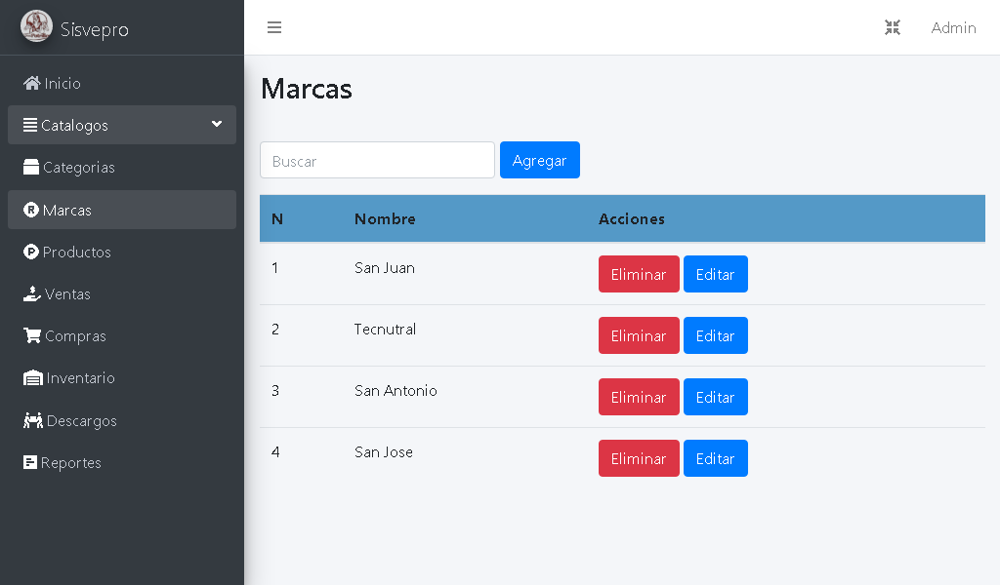 Sisvepro
Admin
Inicio
Catalogos
Categorias
Marcas
Productos
Ventas
Compras
Inventario
Descargos
Reportes
Marcas
Buscar
Agregar
N Nombre Acciones
1 San Juan Eliminar Editar
2 Tecnutral Eliminar Editar
3 San Antonio Eliminar Editar
4 San Jose Eliminar Editar